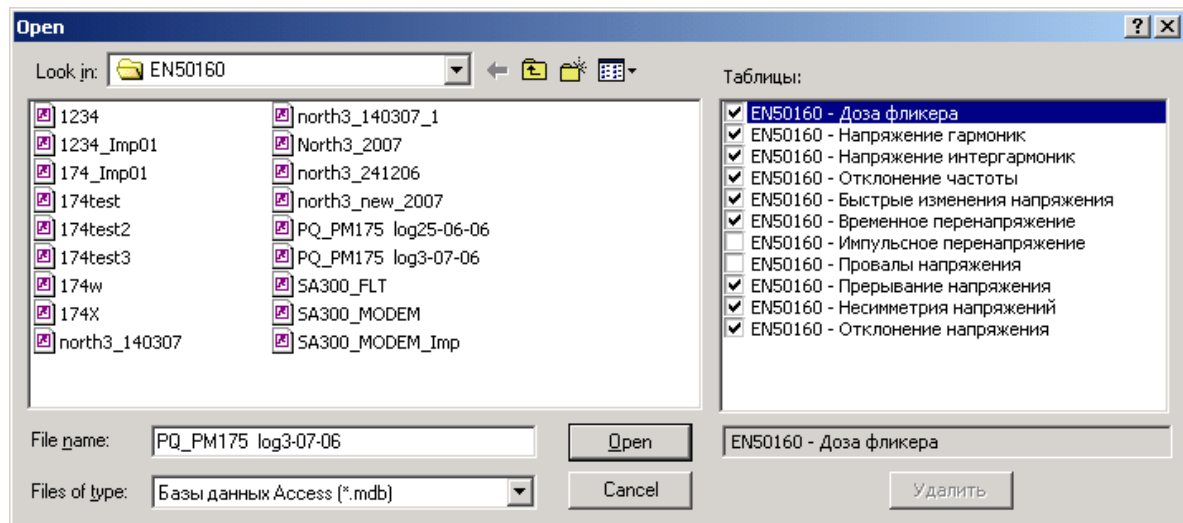 Open
Look in: EN50160
Таблицы:
1234
1234_Imp01
174_Imp01
174test
174test2
174test3
174w
174X
north3_140307
north3_140307_1
North3_2007
north3_241206
north3_new_2007
PQ_PM175 log25-06-06
PQ_PM175 log3-07-06
SA300_FLT
SA300_MODEM
SA300_MODEM_Imp
EN50160 - Доза фликера
EN50160 - Напряжение гармоник
EN50160 - Напряжение интергармоник
EN50160 - Отклонение частоты
EN50160 - Быстрые изменения напряжения
EN50160 - Временное перенапряжение
EN50160 - Импульсное перенапряжение
EN50160 - Провалы напряжения
EN50160 - Прерывание напряжения
EN50160 - Несимметрия напряжений
EN50160 - Отклонение напряжения
File name: PQ_PM175 log3-07-06 Open EN50160 - Доза фликера
Files of type: Базы данных Access (*.mdb) Cancel Удалить